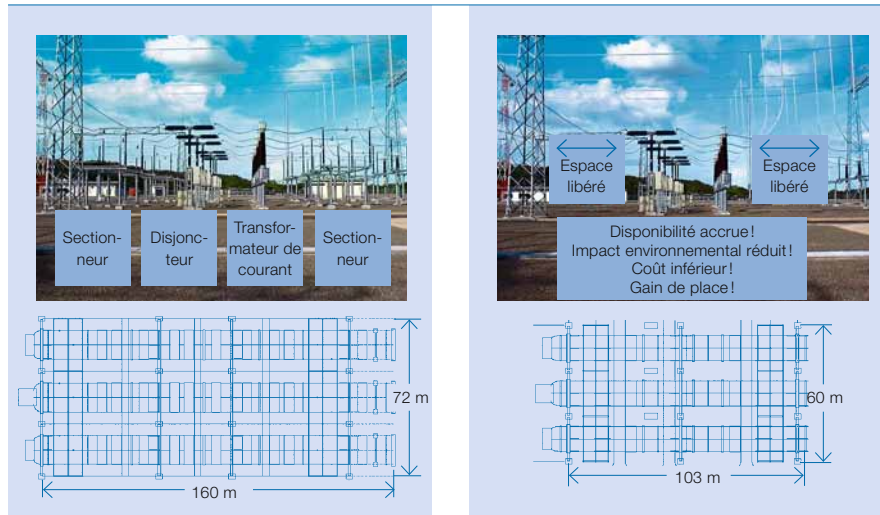 Section-
neur
Disjonc-
teur
Transfor-
mateur de
courant
Section-
neur
72 m
160 m
Espace
libéré
Espace
libéré
Disponibilité accrue!
Impact environnemental réduit!
Coût inférieur!
Gain de place!
60 m
103 m